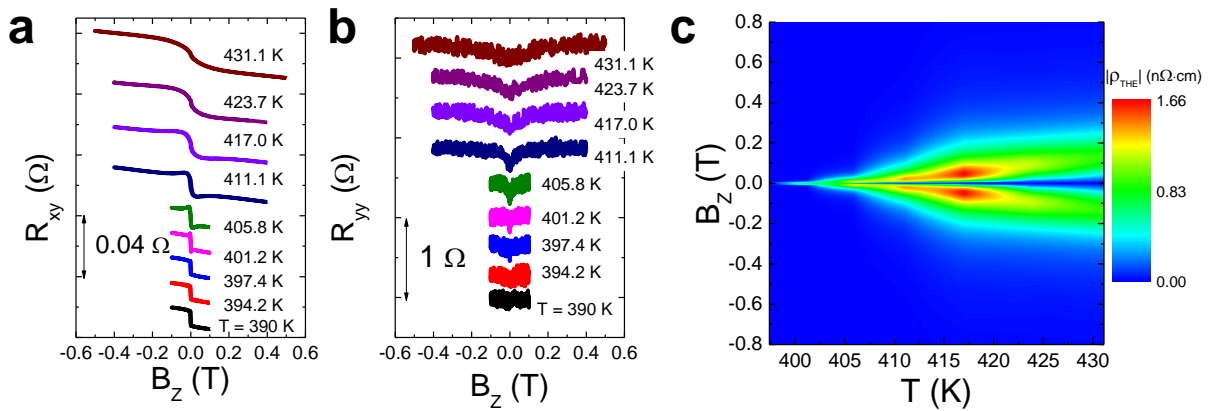 a
R_xy (Ω)
431.1 K
423.7 K
417.0 K
411.1 K
405.8 K
401.2 K
397.4 K
394.2 K
T = 390 K
0.04 Ω
-0.6 -0.4 -0.2 0.0 0.2 0.4 0.6
B_Z (T)
b
R_yy (Ω)
431.1 K
423.7 K
417.0 K
411.1 K
405.8 K
401.2 K
397.4 K
394.2 K
T = 390 K
1 Ω
-0.6 -0.4 -0.2 0.0 0.2 0.4 0.6
B_Z (T)
c
B_Z (T)
0.8
0.6
0.4
0.2
0.0
-0.2
-0.4
-0.6
-0.8
400 405 410 415 420 425 430
T (K)
|ρ_THE| (nΩ·cm)
1.66
0.83
0.00